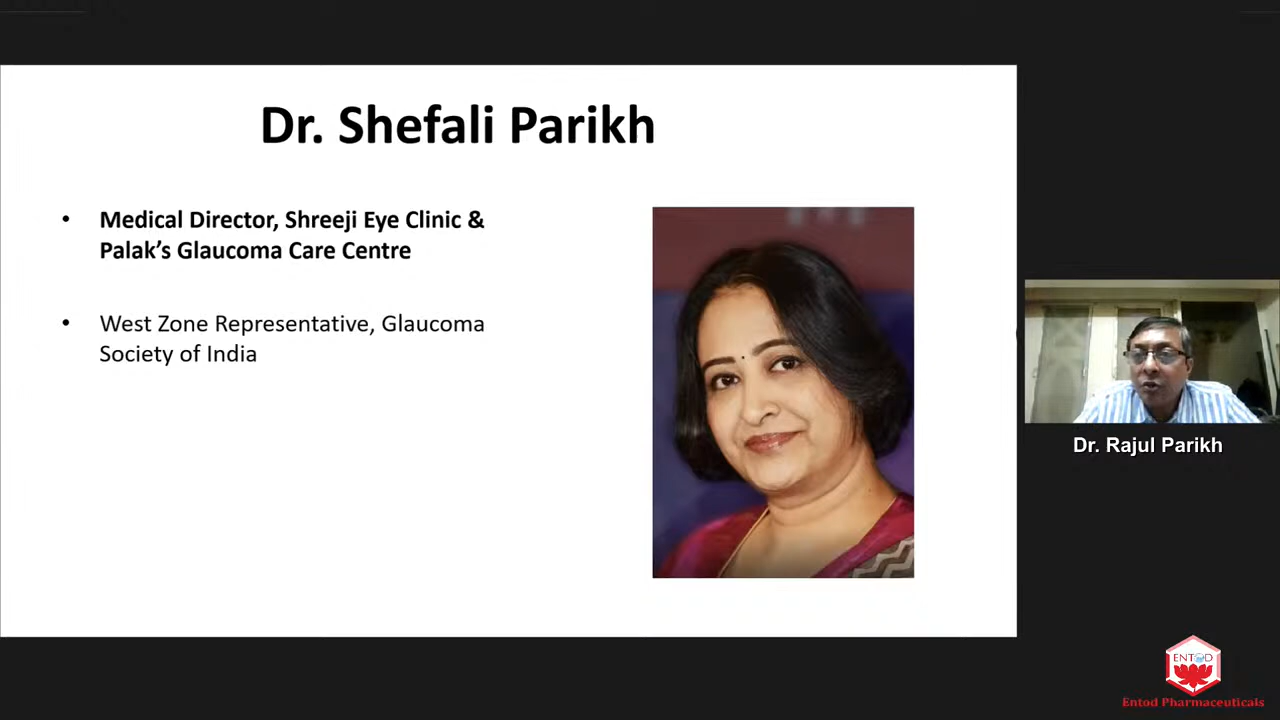 Dr. Shefali Parikh
• Medical Director, Shreeji Eye Clinic &
Palak’s Glaucoma Care Centre
• West Zone Representative, Glaucoma
Society of India
Dr. Rajul Parikh
ENTOD
Entod Pharmaceuticals